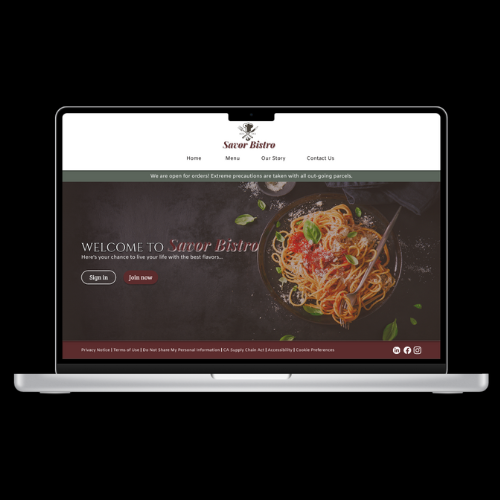 Savor Bistro
Home Menu Our Story Contact Us
We are open for orders! Extreme precautions are taken with all out-going parcels.
WELCOME TO Savor Bistro
Here's your chance to live your life with the best flavors...
Sign in Join now
Privacy Notice | Terms of Use | Do Not Share My Personal Information | CA Supply Chain Act | Accessibility | Cookie Preferences
in f